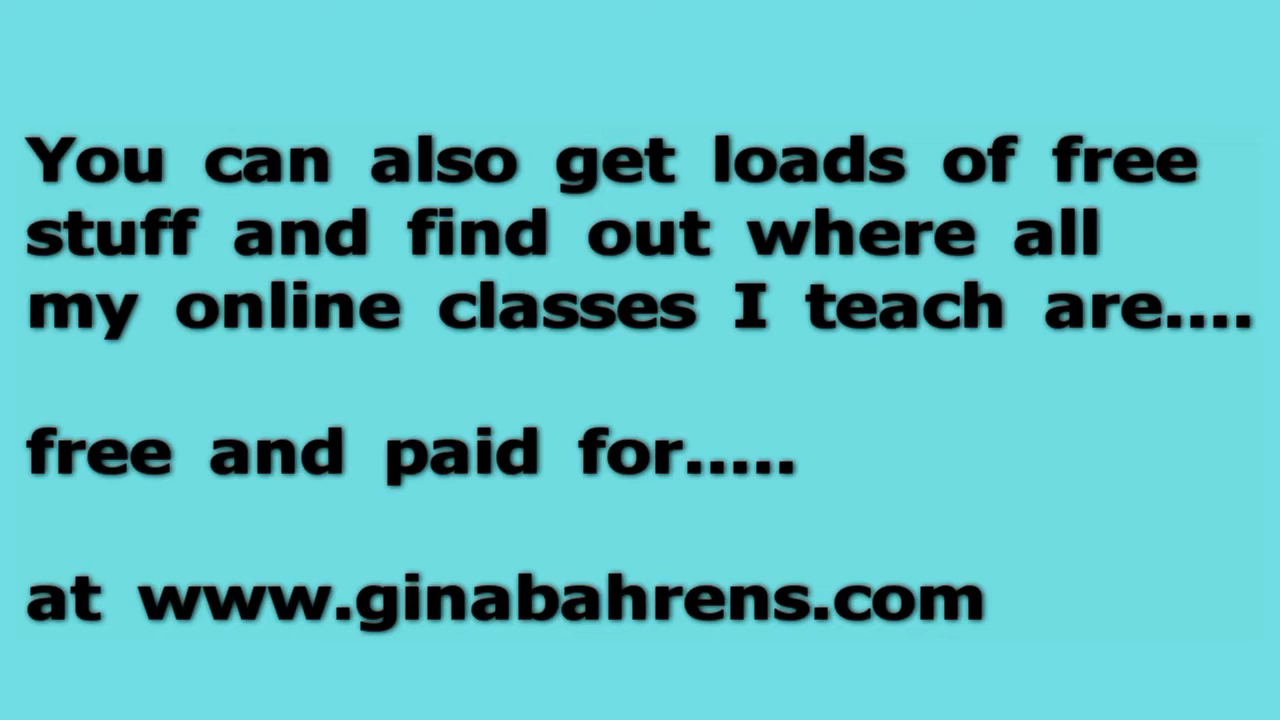 You can also get loads of free
stuff and find out where all
my online classes I teach are....
free and paid for.....
at www.ginabahrens.com